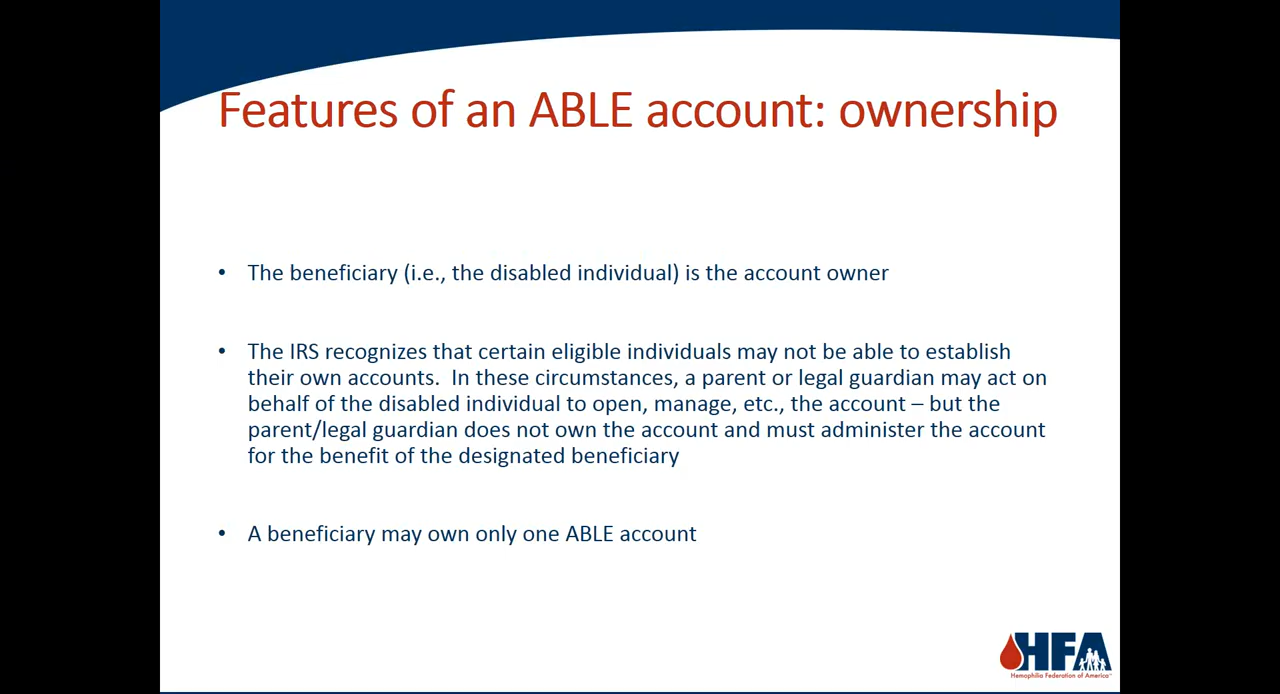 Features of an ABLE account: ownership
• The beneficiary (i.e., the disabled individual) is the account owner
• The IRS recognizes that certain eligible individuals may not be able to establish
their own accounts.  In these circumstances, a parent or legal guardian may act on
behalf of the disabled individual to open, manage, etc., the account – but the
parent/legal guardian does not own the account and must administer the account
for the benefit of the designated beneficiary
• A beneficiary may own only one ABLE account
HFA
Hemophilia Federation of America